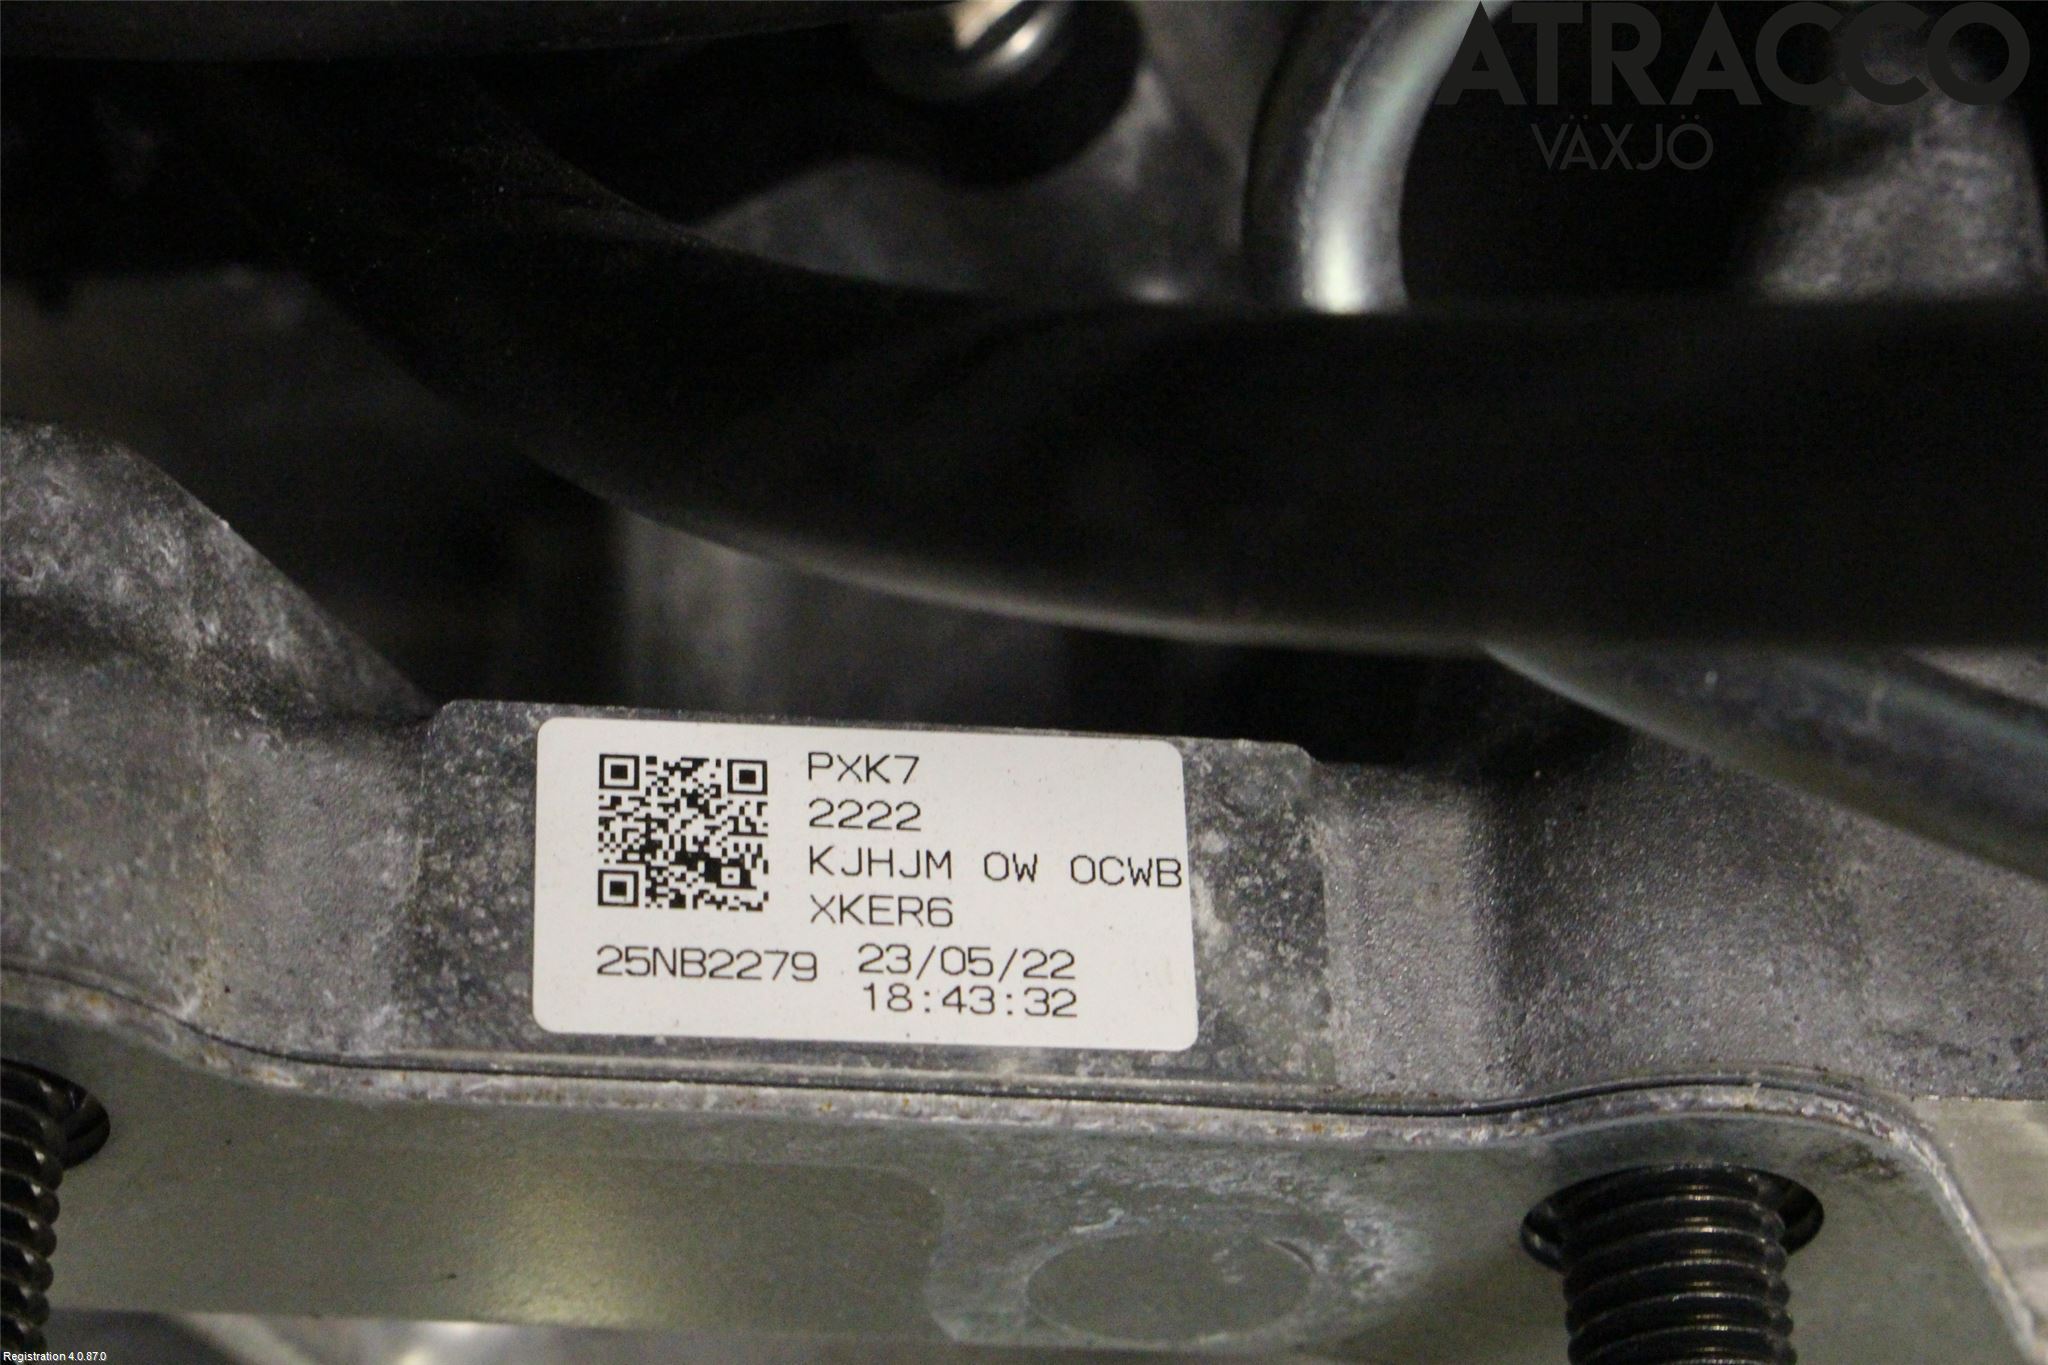 ATRACCO
VÄXJÖ
PXK7
2222
KJHJM 0W 0CWB
XKER6
25NB2279 23/05/22
18:43:32
Registration 4.0.87.0